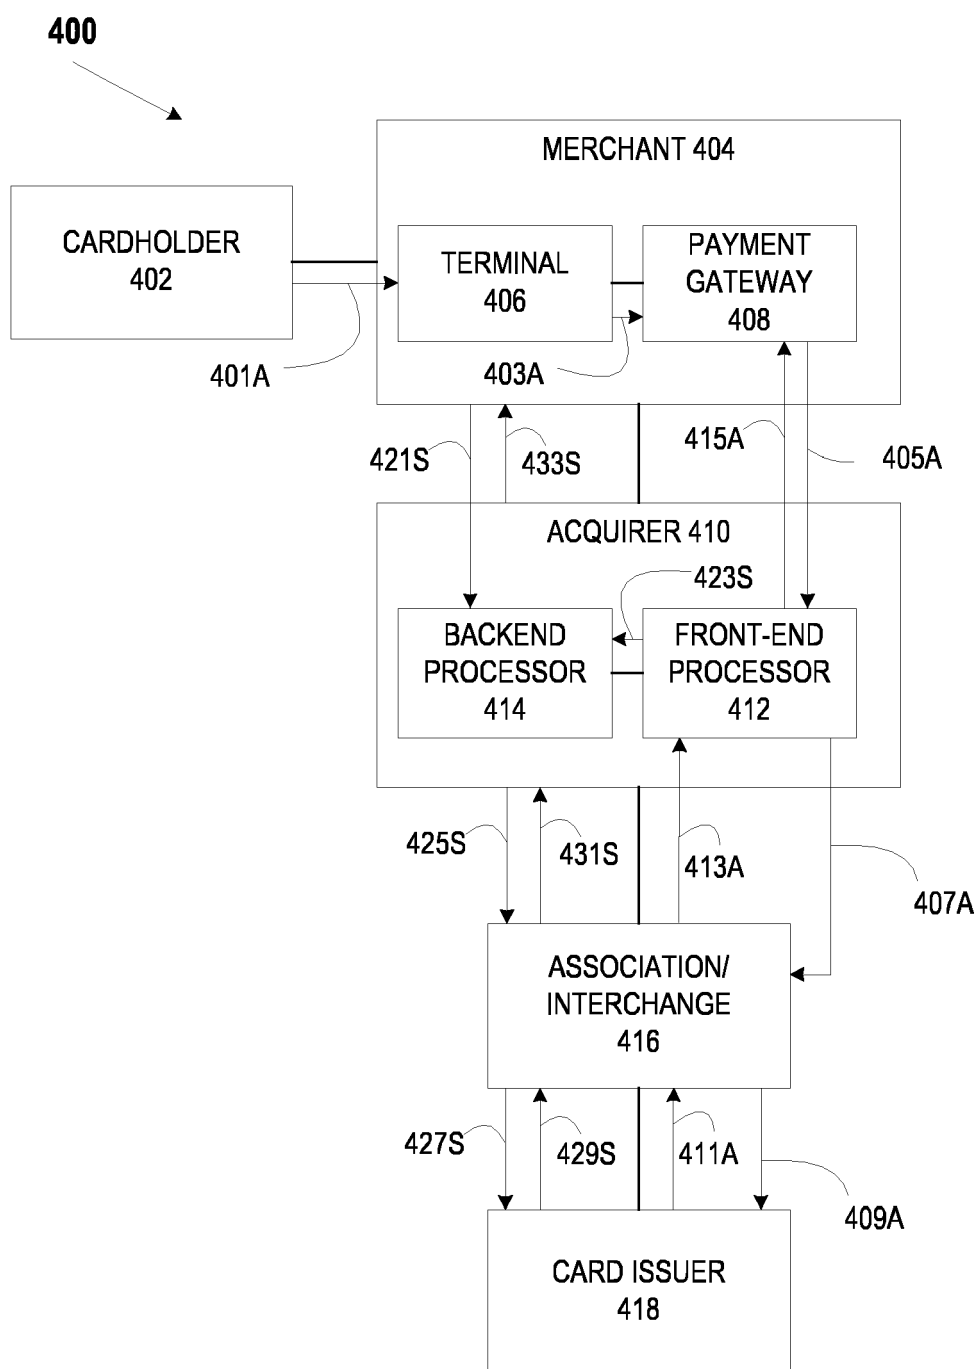 400
MERCHANT 404
CARDHOLDER
402
TERMINAL
406
PAYMENT
GATEWAY
408
401A
403A
421S
433S
415A
405A
ACQUIRER 410
423S
BACKEND
PROCESSOR
414
FRONT-END
PROCESSOR
412
425S
431S
413A
407A
ASSOCIATION/
INTERCHANGE
416
427S
429S
411A
409A
CARD ISSUER
418